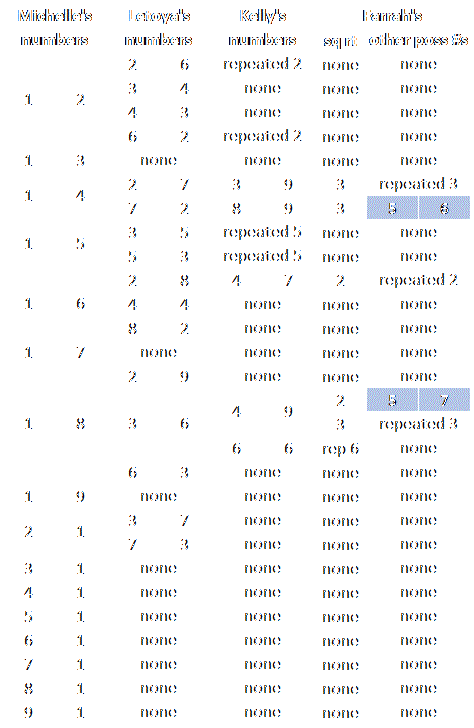 Michelle's Letoya's Kelly's Farrah's
numbers numbers numbers sq rt other poss #s
2 6 repeated 2 none none
3 4 none none none
1 2
4 3 none none none
6 2 repeated 2 none none
1 3 none none none none
2 7 3 9 3 repeated 3
1 4
7 2 8 9 3 5 6
3 5 repeated 5 none none
1 5
5 3 repeated 5 none none
2 8 4 7 2 repeated 2
1 6 4 4 none none none
8 2 none none none
1 7 none none none none
2 9 none none none
2 5 7
4 9
1 8 3 6 3 repeated 3
6 6 rep 6 none
6 3 none none none
1 9 none none none none
3 7 none none none
2 1
7 3 none none none
3 1 none none none none
4 1 none none none none
5 1 none none none none
6 1 none none none none
7 1 none none none none
8 1 none none none none
9 1 none none none none